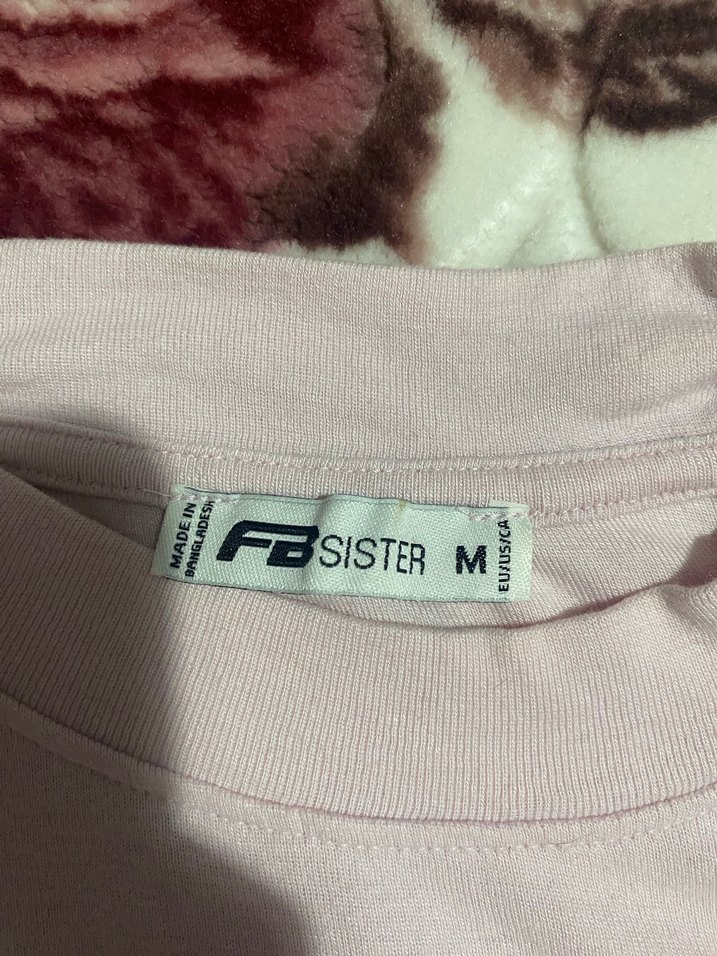 MADE IN
BANGLADESH
FB SISTER
M
EU/US/CA